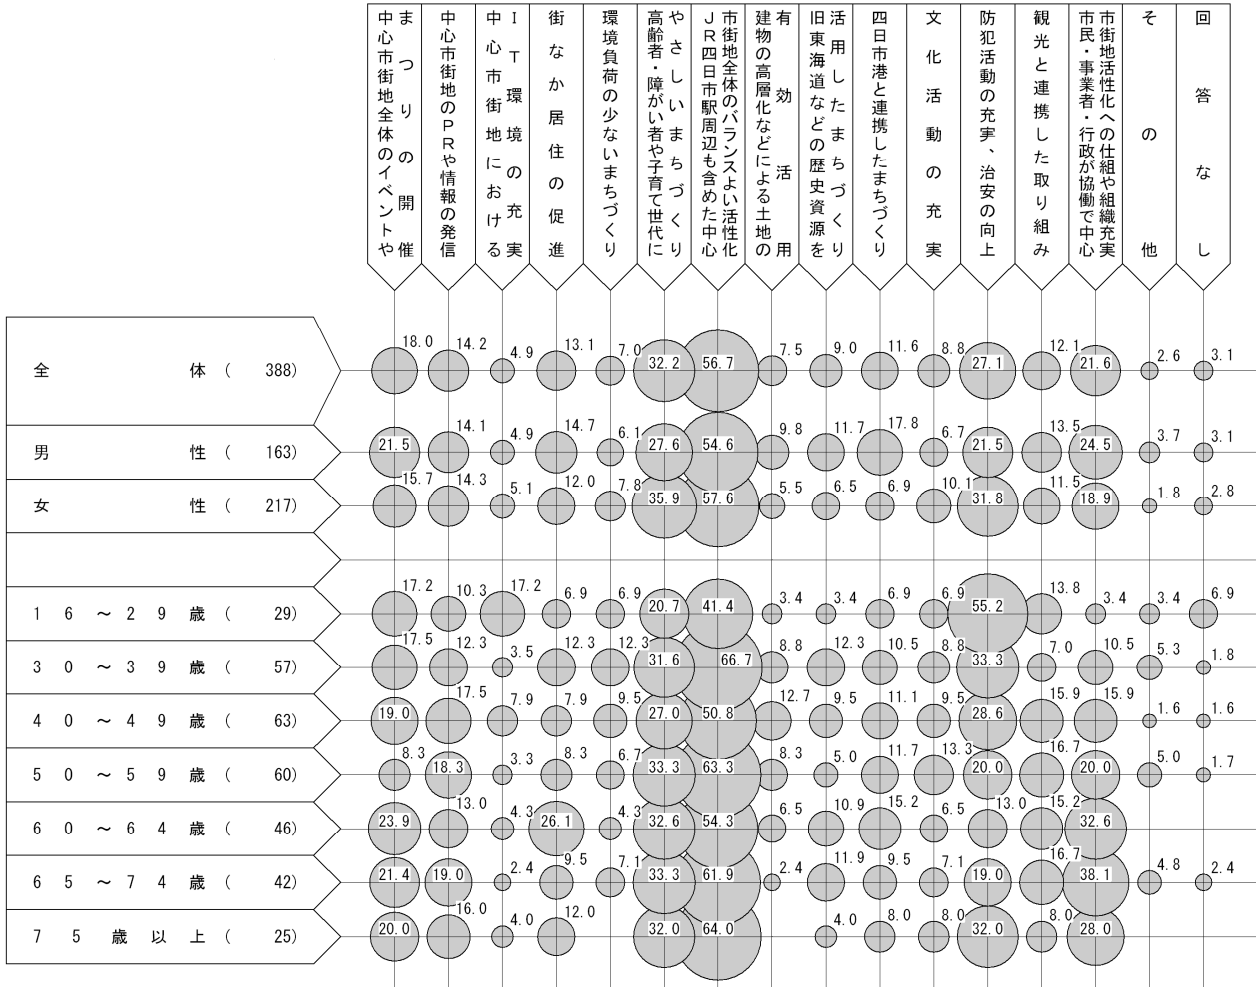 中心市街地全体のイベントや
まつりの開催
中心市街地のPRや情報の発信
中心市街地における
IT環境の充実
街なか居住の促進
環境負荷の少ないまちづくり
高齢者・障がい者や子育て世代に
やさしいまちづくり
JR四日市駅周辺も含めた中心
市街地全体のバランスよい活性化
建物の高層化などによる土地の
有効活用
旧東海道などの歴史資源を
活用したまちづくり
四日市港と連携したまちづくり
文化活動の充実
防犯活動の充実、治安の向上
観光と連携した取り組み
市民・事業者・行政が協働で中心
市街地活性化への仕組や組織充実
その他
回答なし
全体( 388) 18.0 14.2 4.9 13.1 7.0 32.2 56.7 7.5 9.0 11.6 8.8 27.1 12.1 21.6 2.6 3.1
男性( 163) 21.5 14.1 4.9 14.7 6.1 27.6 54.6 9.8 11.7 17.8 6.7 21.5 13.5 24.5 3.7 3.1
女性( 217) 15.7 14.3 5.1 12.0 7.8 35.9 57.6 5.5 6.5 6.9 10.1 31.8 11.5 18.9 1.8 2.8
16~29歳( 29) 17.2 10.3 17.2 6.9 6.9 20.7 41.4 3.4 3.4 6.9 6.9 55.2 13.8 3.4 3.4 6.9
30~39歳( 57) 17.5 12.3 3.5 12.3 12.3 31.6 66.7 8.8 12.3 10.5 8.8 33.3 7.0 10.5 5.3 1.8
40~49歳( 63) 19.0 17.5 7.9 7.9 9.5 27.0 50.8 12.7 9.5 11.1 9.5 28.6 15.9 15.9 1.6 1.6
50~59歳( 60) 8.3 18.3 3.3 8.3 6.7 33.3 63.3 8.3 5.0 11.7 13.3 20.0 16.7 20.0 5.0 1.7
60~64歳( 46) 23.9 13.0 4.3 26.1 4.3 32.6 54.3 6.5 10.9 15.2 6.5 13.0 15.2 32.6
65~74歳( 42) 21.4 19.0 2.4 9.5 7.1 33.3 61.9 2.4 11.9 9.5 7.1 19.0 16.7 38.1 4.8 2.4
75歳以上( 25) 20.0 16.0 4.0 12.0 32.0 64.0 4.0 8.0 8.0 32.0 8.0 28.0